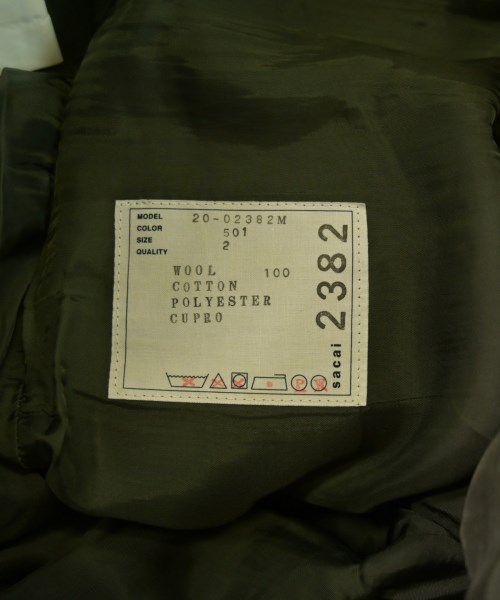 MODEL 20-02382M
COLOR 501
SIZE 2
QUALITY
WOOL 100
COTTON
POLYESTER
CUPRO
P
sacai 2382